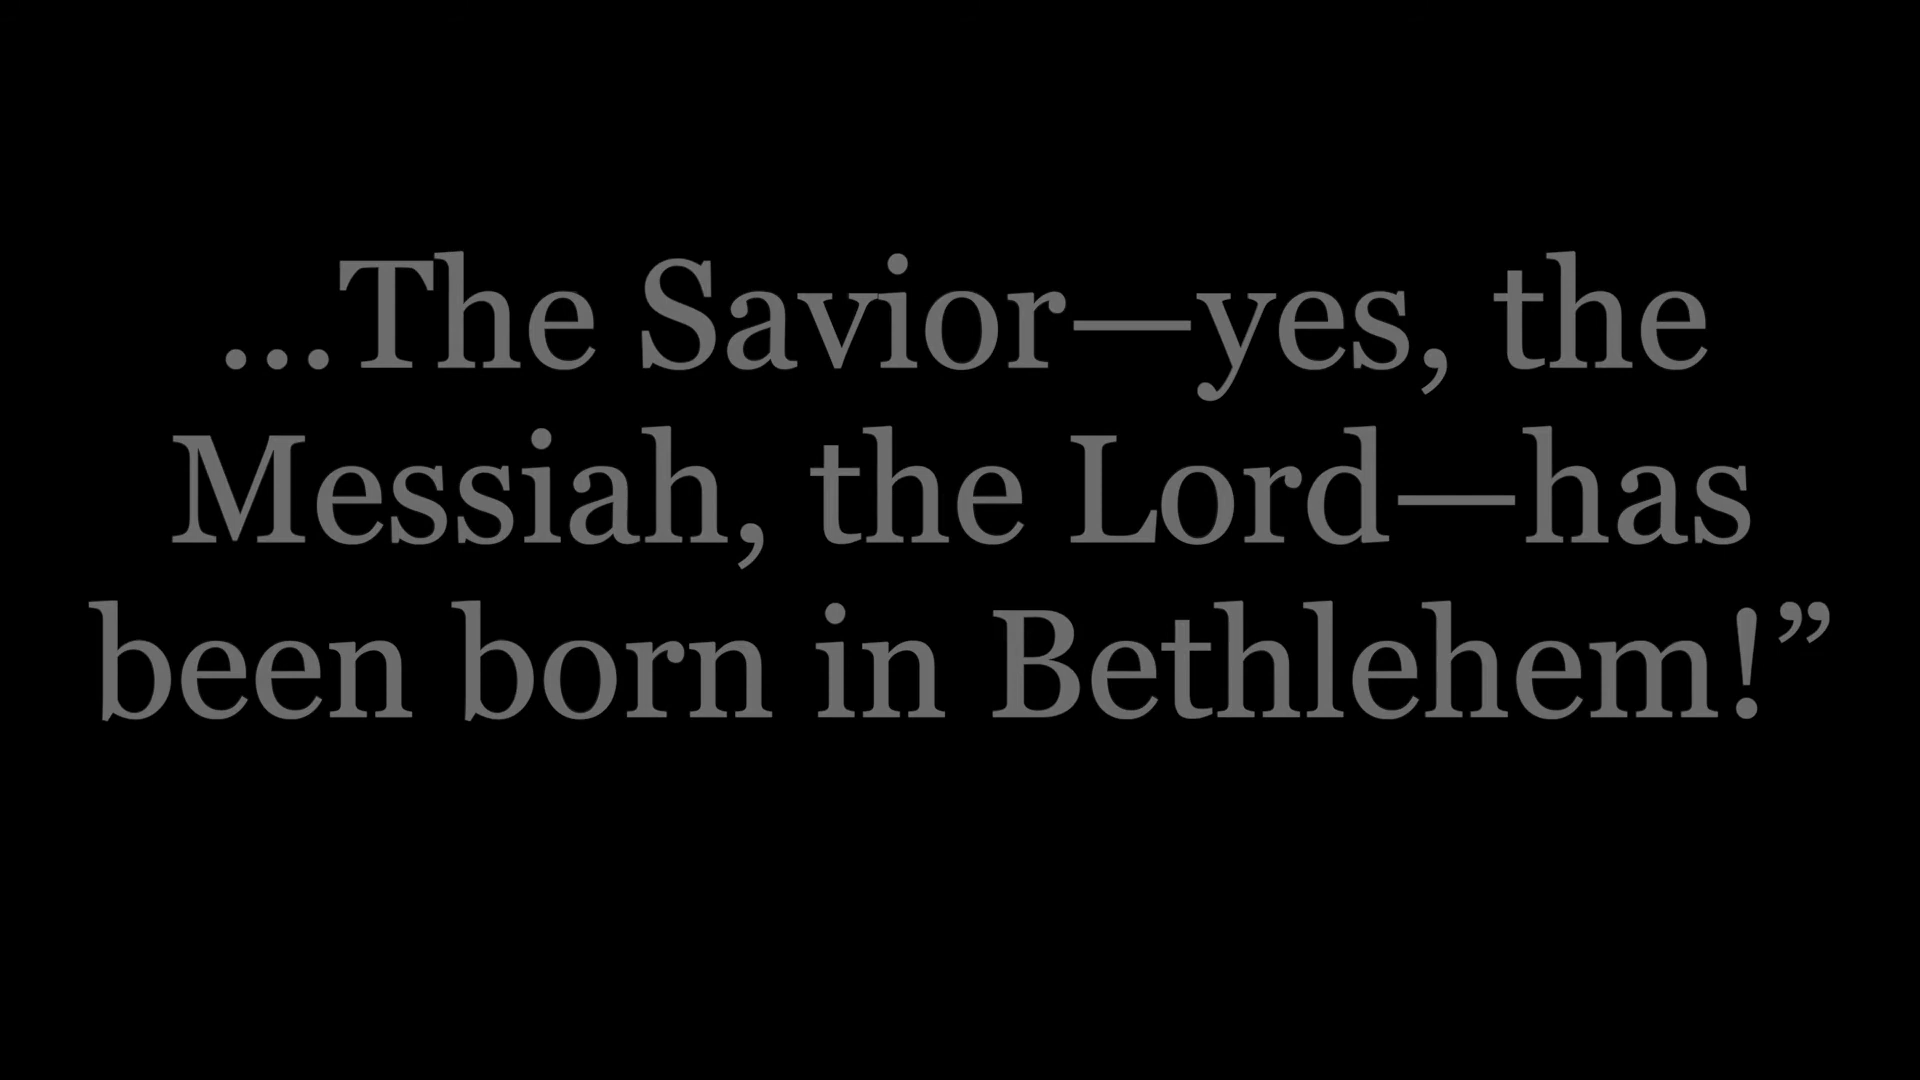 ...The Savior—yes, the
Messiah, the Lord—has
been born in Bethlehem!”